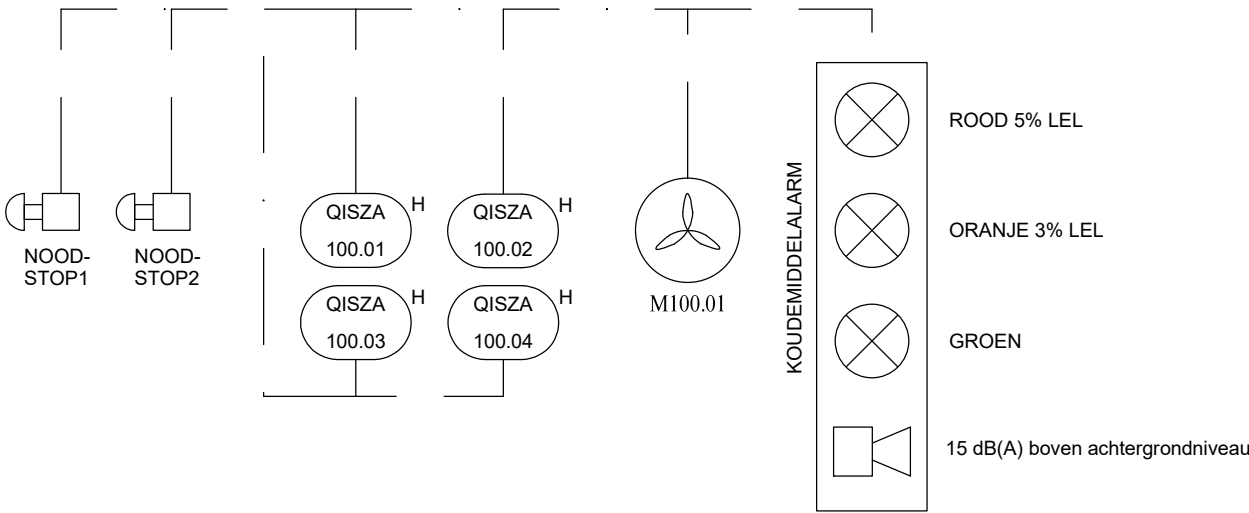 NOOD-
STOP1
NOOD-
STOP2
QISZA
100.01
H
QISZA
100.02
H
QISZA
100.03
H
QISZA
100.04
H
M100.01
KOUDEMIDDELALARM
ROOD 5% LEL
ORANJE 3% LEL
GROEN
15 dB(A) boven achtergrondniveau